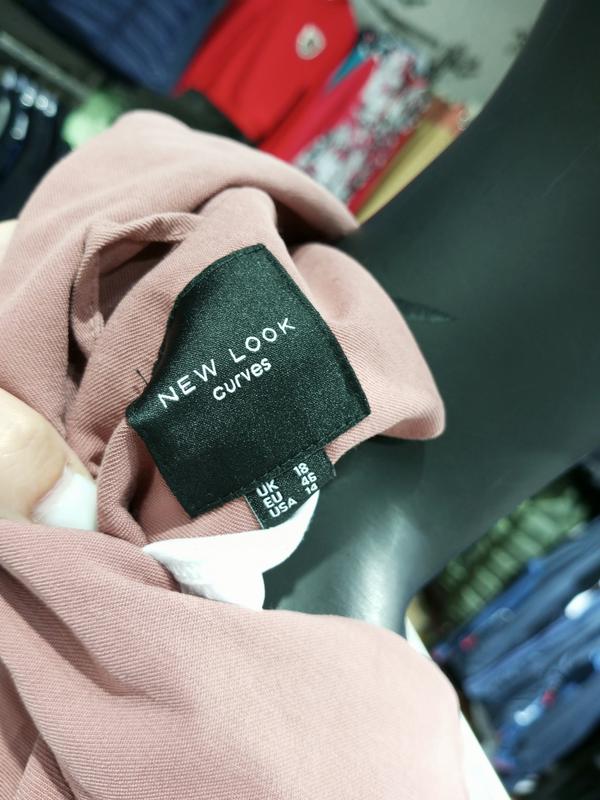 NEW LOOK
curves
UK 18
EU 46
USA 14